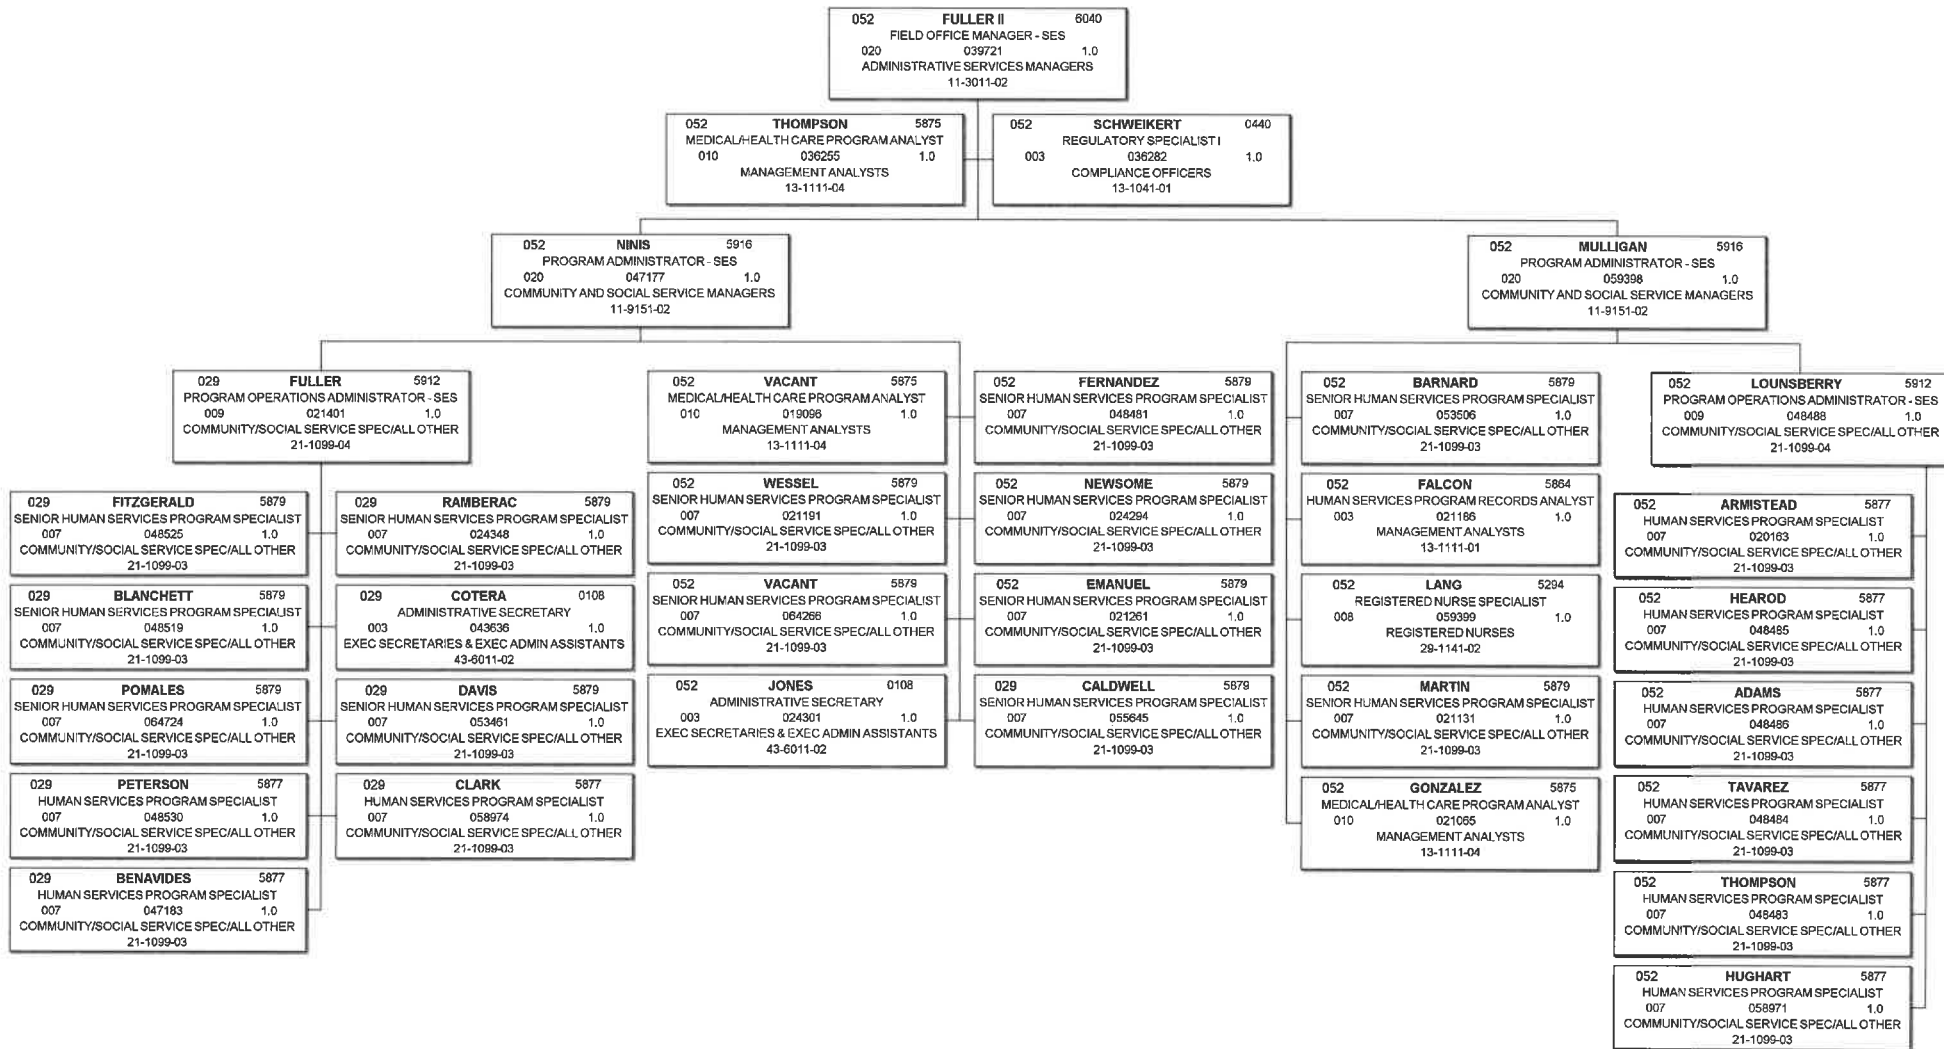 052 FULLER II 6040
FIELD OFFICE MANAGER - SES
020 039721 1.0
ADMINISTRATIVE SERVICES MANAGERS
11-3011-02
052 THOMPSON 5875
MEDICAL/HEALTH CARE PROGRAM ANALYST
010 036255 1.0
MANAGEMENT ANALYSTS
13-1111-04
052 SCHWEIKERT 0440
REGULATORY SPECIALIST I
003 036282 1.0
COMPLIANCE OFFICERS
13-1041-01
052 NINIS 5916
PROGRAM ADMINISTRATOR - SES
020 047177 1.0
COMMUNITY AND SOCIAL SERVICE MANAGERS
11-9151-02
052 MULLIGAN 5916
PROGRAM ADMINISTRATOR - SES
020 059398 1.0
COMMUNITY AND SOCIAL SERVICE MANAGERS
11-9151-02
029 FULLER 5912
PROGRAM OPERATIONS ADMINISTRATOR - SES
009 021401 1.0
COMMUNITY/SOCIAL SERVICE SPEC/ALL OTHER
21-1099-04
029 FITZGERALD 5879
SENIOR HUMAN SERVICES PROGRAM SPECIALIST
007 048525 1.0
COMMUNITY/SOCIAL SERVICE SPEC/ALL OTHER
21-1099-03
029 RAMBERAC 5879
SENIOR HUMAN SERVICES PROGRAM SPECIALIST
007 024348 1.0
COMMUNITY/SOCIAL SERVICE SPEC/ALL OTHER
21-1099-03
029 BLANCHETT 5879
SENIOR HUMAN SERVICES PROGRAM SPECIALIST
007 048519 1.0
COMMUNITY/SOCIAL SERVICE SPEC/ALL OTHER
21-1099-03
029 COTERA 0108
ADMINISTRATIVE SECRETARY
003 043636 1.0
EXEC SECRETARIES & EXEC ADMIN ASSISTANTS
43-6011-02
029 POMALES 5879
SENIOR HUMAN SERVICES PROGRAM SPECIALIST
007 064724 1.0
COMMUNITY/SOCIAL SERVICE SPEC/ALL OTHER
21-1099-03
029 DAVIS 5879
SENIOR HUMAN SERVICES PROGRAM SPECIALIST
007 053461 1.0
COMMUNITY/SOCIAL SERVICE SPEC/ALL OTHER
21-1099-03
029 PETERSON 5877
HUMAN SERVICES PROGRAM SPECIALIST
007 048530 1.0
COMMUNITY/SOCIAL SERVICE SPEC/ALL OTHER
21-1099-03
029 CLARK 5877
HUMAN SERVICES PROGRAM SPECIALIST
007 058974 1.0
COMMUNITY/SOCIAL SERVICE SPEC/ALL OTHER
21-1099-03
029 BENAVIDES 5877
HUMAN SERVICES PROGRAM SPECIALIST
007 047183 1.0
COMMUNITY/SOCIAL SERVICE SPEC/ALL OTHER
21-1099-03
052 VACANT 5875
MEDICAL/HEALTH CARE PROGRAM ANALYST
010 019096 1.0
MANAGEMENT ANALYSTS
13-1111-04
052 FERNANDEZ 5879
SENIOR HUMAN SERVICES PROGRAM SPECIALIST
007 048481 1.0
COMMUNITY/SOCIAL SERVICE SPEC/ALL OTHER
21-1099-03
052 WESSEL 5879
SENIOR HUMAN SERVICES PROGRAM SPECIALIST
007 021191 1.0
COMMUNITY/SOCIAL SERVICE SPEC/ALL OTHER
21-1099-03
052 NEWSOME 5879
SENIOR HUMAN SERVICES PROGRAM SPECIALIST
007 024294 1.0
COMMUNITY/SOCIAL SERVICE SPEC/ALL OTHER
21-1099-03
052 VACANT 5879
SENIOR HUMAN SERVICES PROGRAM SPECIALIST
007 064266 1.0
COMMUNITY/SOCIAL SERVICE SPEC/ALL OTHER
21-1099-03
052 EMANUEL 5879
SENIOR HUMAN SERVICES PROGRAM SPECIALIST
007 021261 1.0
COMMUNITY/SOCIAL SERVICE SPEC/ALL OTHER
21-1099-03
052 JONES 0108
ADMINISTRATIVE SECRETARY
003 024301 1.0
EXEC SECRETARIES & EXEC ADMIN ASSISTANTS
43-6011-02
029 CALDWELL 5879
SENIOR HUMAN SERVICES PROGRAM SPECIALIST
007 055645 1.0
COMMUNITY/SOCIAL SERVICE SPEC/ALL OTHER
21-1099-03
052 BARNARD 5879
SENIOR HUMAN SERVICES PROGRAM SPECIALIST
007 053506 1.0
COMMUNITY/SOCIAL SERVICE SPEC/ALL OTHER
21-1099-03
052 FALCON 5864
HUMAN SERVICES PROGRAM RECORDS ANALYST
003 021186 1.0
MANAGEMENT ANALYSTS
13-1111-01
052 LANG 5294
REGISTERED NURSE SPECIALIST
008 059399 1.0
REGISTERED NURSES
29-1141-02
052 MARTIN 5879
SENIOR HUMAN SERVICES PROGRAM SPECIALIST
007 021131 1.0
COMMUNITY/SOCIAL SERVICE SPEC/ALL OTHER
21-1099-03
052 GONZALEZ 5875
MEDICAL/HEALTH CARE PROGRAM ANALYST
010 021065 1.0
MANAGEMENT ANALYSTS
13-1111-04
052 LOUNSBERRY 5912
PROGRAM OPERATIONS ADMINISTRATOR - SES
009 048488 1.0
COMMUNITY/SOCIAL SERVICE SPEC/ALL OTHER
21-1099-04
052 ARMISTEAD 5877
HUMAN SERVICES PROGRAM SPECIALIST
007 020163 1.0
COMMUNITY/SOCIAL SERVICE SPEC/ALL OTHER
21-1099-03
052 HEAROD 5877
HUMAN SERVICES PROGRAM SPECIALIST
007 048485 1.0
COMMUNITY/SOCIAL SERVICE SPEC/ALL OTHER
21-1099-03
052 ADAMS 5877
HUMAN SERVICES PROGRAM SPECIALIST
007 048486 1.0
COMMUNITY/SOCIAL SERVICE SPEC/ALL OTHER
21-1099-03
052 TAVAREZ 5877
HUMAN SERVICES PROGRAM SPECIALIST
007 048484 1.0
COMMUNITY/SOCIAL SERVICE SPEC/ALL OTHER
21-1099-03
052 THOMPSON 5877
HUMAN SERVICES PROGRAM SPECIALIST
007 048483 1.0
COMMUNITY/SOCIAL SERVICE SPEC/ALL OTHER
21-1099-03
052 HUGHART 5877
HUMAN SERVICES PROGRAM SPECIALIST
007 058971 1.0
COMMUNITY/SOCIAL SERVICE SPEC/ALL OTHER
21-1099-03